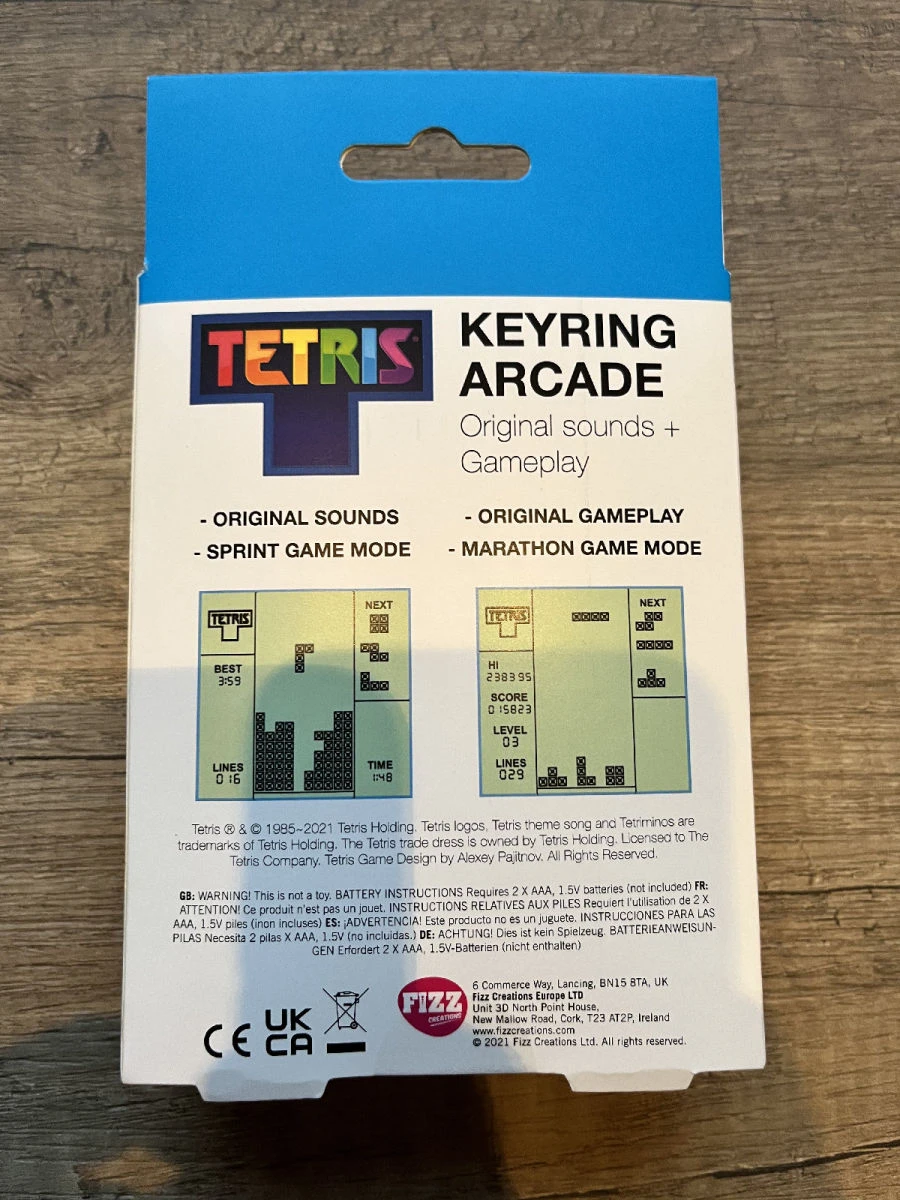 TETRIS®
KEYRING
ARCADE
Original sounds +
Gameplay
- ORIGINAL SOUNDS
- SPRINT GAME MODE
- ORIGINAL GAMEPLAY
- MARATHON GAME MODE
TETRIS
BEST
3:59
LINES
016
NEXT
TIME
1:48
TETRIS
HI
238395
SCORE
015823
LEVEL
03
LINES
029
NEXT
Tetris ® & © 1985~2021 Tetris Holding. Tetris logos, Tetris theme song and Tetriminos are
trademarks of Tetris Holding. The Tetris trade dress is owned by Tetris Holding. Licensed to The
Tetris Company. Tetris Game Design by Alexey Pajitnov. All Rights Reserved.
GB: WARNING! This is not a toy. BATTERY INSTRUCTIONS Requires 2 X AAA, 1.5V batteries (not included) FR:
ATTENTION! Ce produit n'est pas un jouet. INSTRUCTIONS RELATIVES AUX PILES Requiert l'utilisation de 2 X
AAA, 1.5V piles (inon incluses) ES: ¡ADVERTENCIA! Este producto no es un juguete. INSTRUCCIONES PARA LAS
PILAS Necesita 2 pilas X AAA, 1.5V (no incluidas.) DE: ACHTUNG! Dies ist kein Spielzeug. BATTERIEANWEISUN-
GEN Erfordert 2 X AAA, 1.5V-Batterien (nicht enthalten)
CE
UK
CA
FIZZ
CREATIONS
6 Commerce Way, Lancing, BN15 8TA, UK
Fizz Creations Europe LTD
Unit 3D North Point House,
New Mallow Road, Cork, T23 AT2P, Ireland
www.fizzcreations.com
© 2021 Fizz Creations Ltd. All rights reserved.